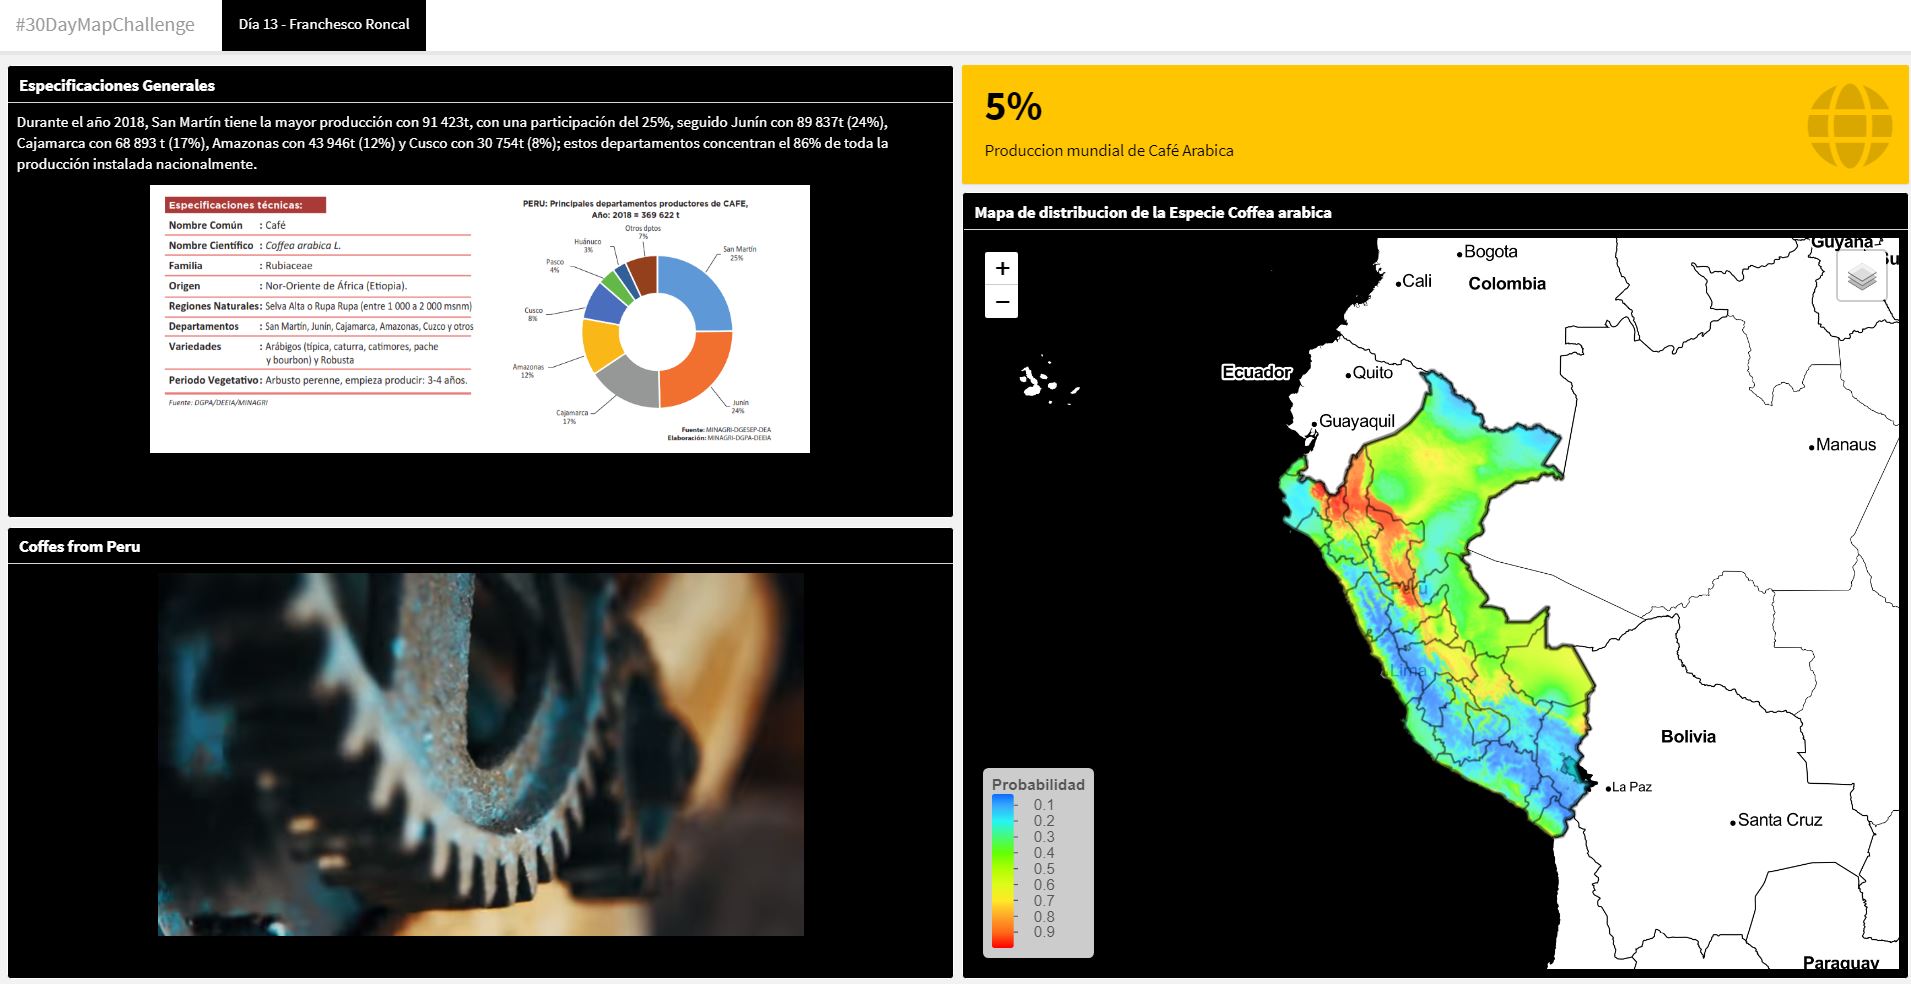 #30DayMapChallenge
Día 13 - Franchesco Roncal
Especificaciones Generales
Durante el año 2018, San Martín tiene la mayor producción con 91 423t, con una participación del 25%, seguido Junín con 89 837t (24%),
Cajamarca con 68 893 t (17%), Amazonas con 43 946t (12%) y Cusco con 30 754t (8%); estos departamentos concentran el 86% de toda la
producción instalada nacionalmente.
Especificaciones técnicas:
Nombre Común : Café
Nombre Científico : Coffea arabica L.
Familia : Rubiaceae
Origen : Nor-Oriente de África (Etiopia).
Regiones Naturales: Selva Alta o Rupa Rupa (entre 1 000 a 2 000 msnm)
Departamentos : San Martín, Junín, Cajamarca, Amazonas, Cuzco y otros
Variedades : Arábigos (típica, caturra, catimores, pache
y bourbon) y Robusta
Periodo Vegetativo: Arbusto perenne, empieza producir: 3-4 años.
Fuente: DGPA/DEEIA/MINAGRI
PERU: Principales departamentos productores de CAFE,
Año: 2018 = 369 622 t
Otros dptos
7%
Huánuco
3%
San Martín
25%
Pasco
4%
Cusco
8%
Amazonas
12%
Junín
24%
Cajamarca
17%
Fuente: MINAGRI-DGESEP-DEA
Elaboración: MINAGRI-DGPA-DEEIA
Coffes from Peru
5%
Produccion mundial de Café Arabica
Mapa de distribucion de la Especie Coffea arabica
+
−
Guyana
Su
Bogota
Cali
Colombia
Ecuador
Quito
Guayaquil
Manaus
Perú
Lima
Bolivia
La Paz
Santa Cruz
Paraguay
Probabilidad
0.1
0.2
0.3
0.4
0.5
0.6
0.7
0.8
0.9